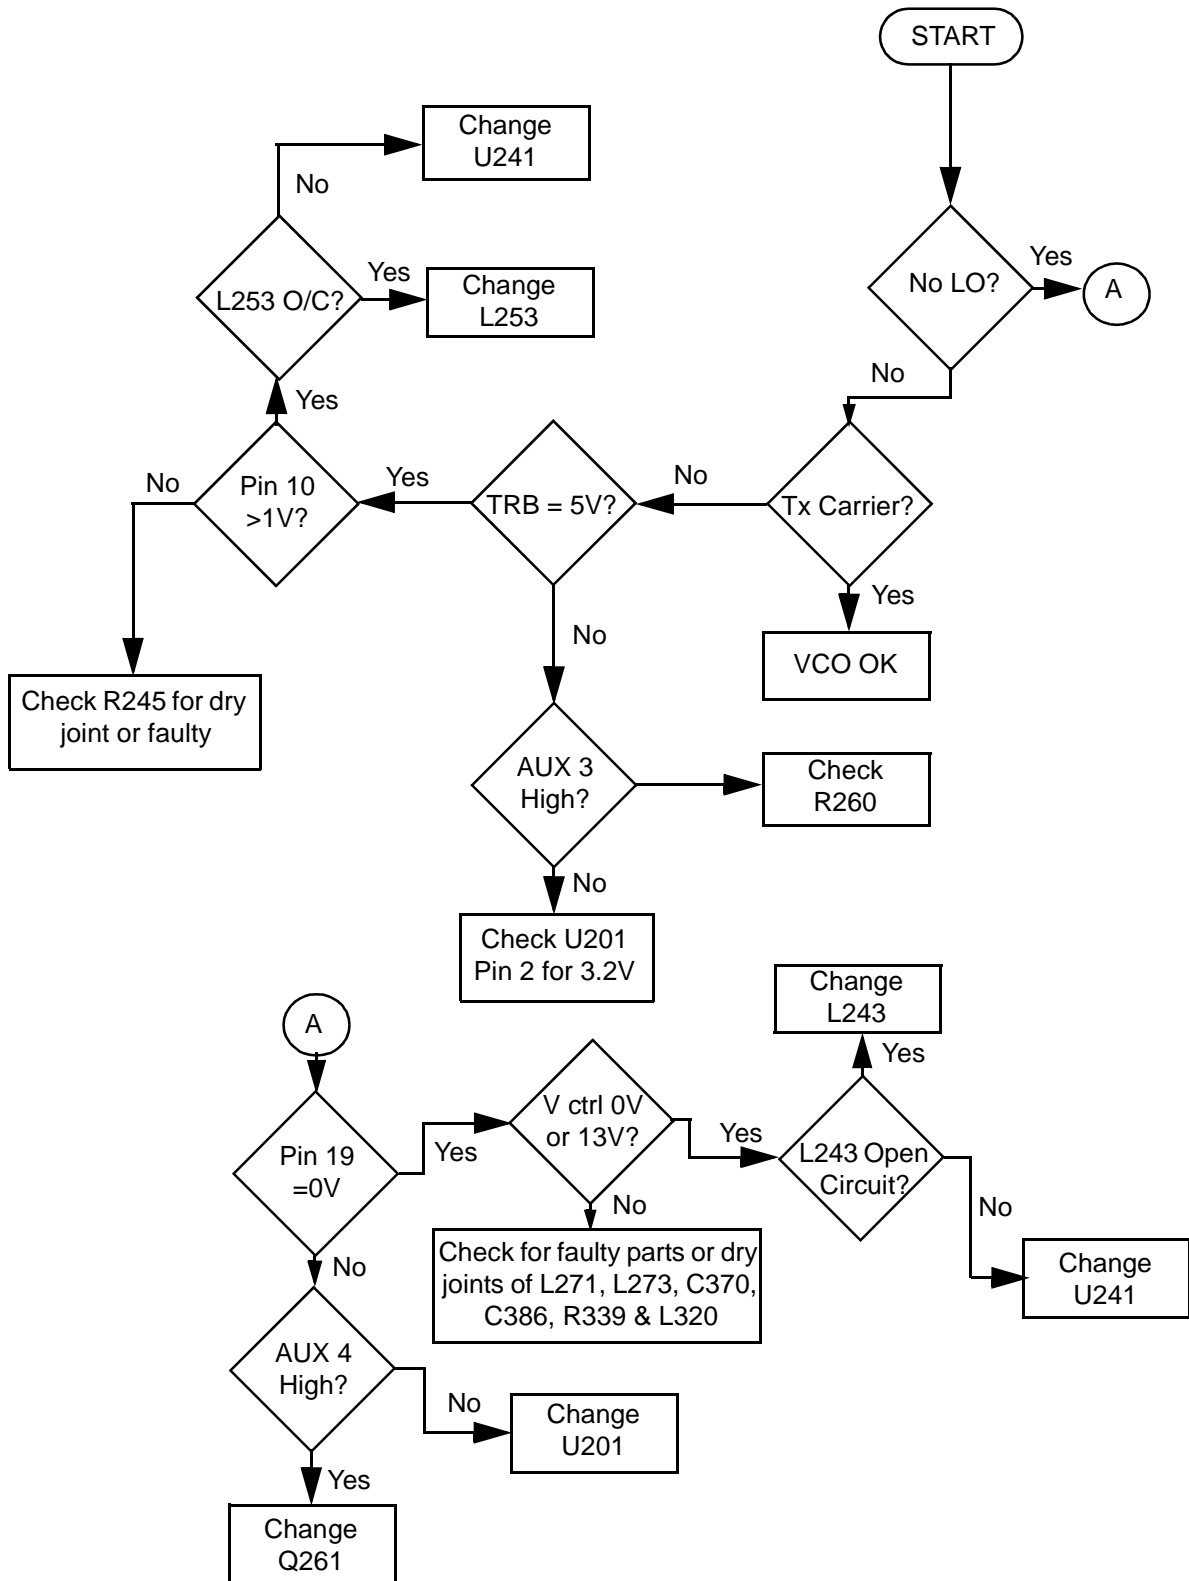 START
Change
U241
No
Yes
L253 O/C?
Change
L253
No LO?
Yes
A
No
Yes
No
Pin 10
>1V?
Yes
TRB = 5V?
No
Tx Carrier?
Yes
No
VCO OK
Check R245 for dry
joint or faulty
AUX 3
High?
Check
R260
No
Check U201
Pin 2 for 3.2V
Change
L243
A
Yes
V ctrl 0V
or 13V?
Yes
L243 Open
Circuit?
Pin 19
=0V
Yes
No
No
No
Check for faulty parts or dry
joints of L271, L273, C370,
C386, R339 & L320
Change
U241
AUX 4
High?
No
Change
U201
Yes
Change
Q261